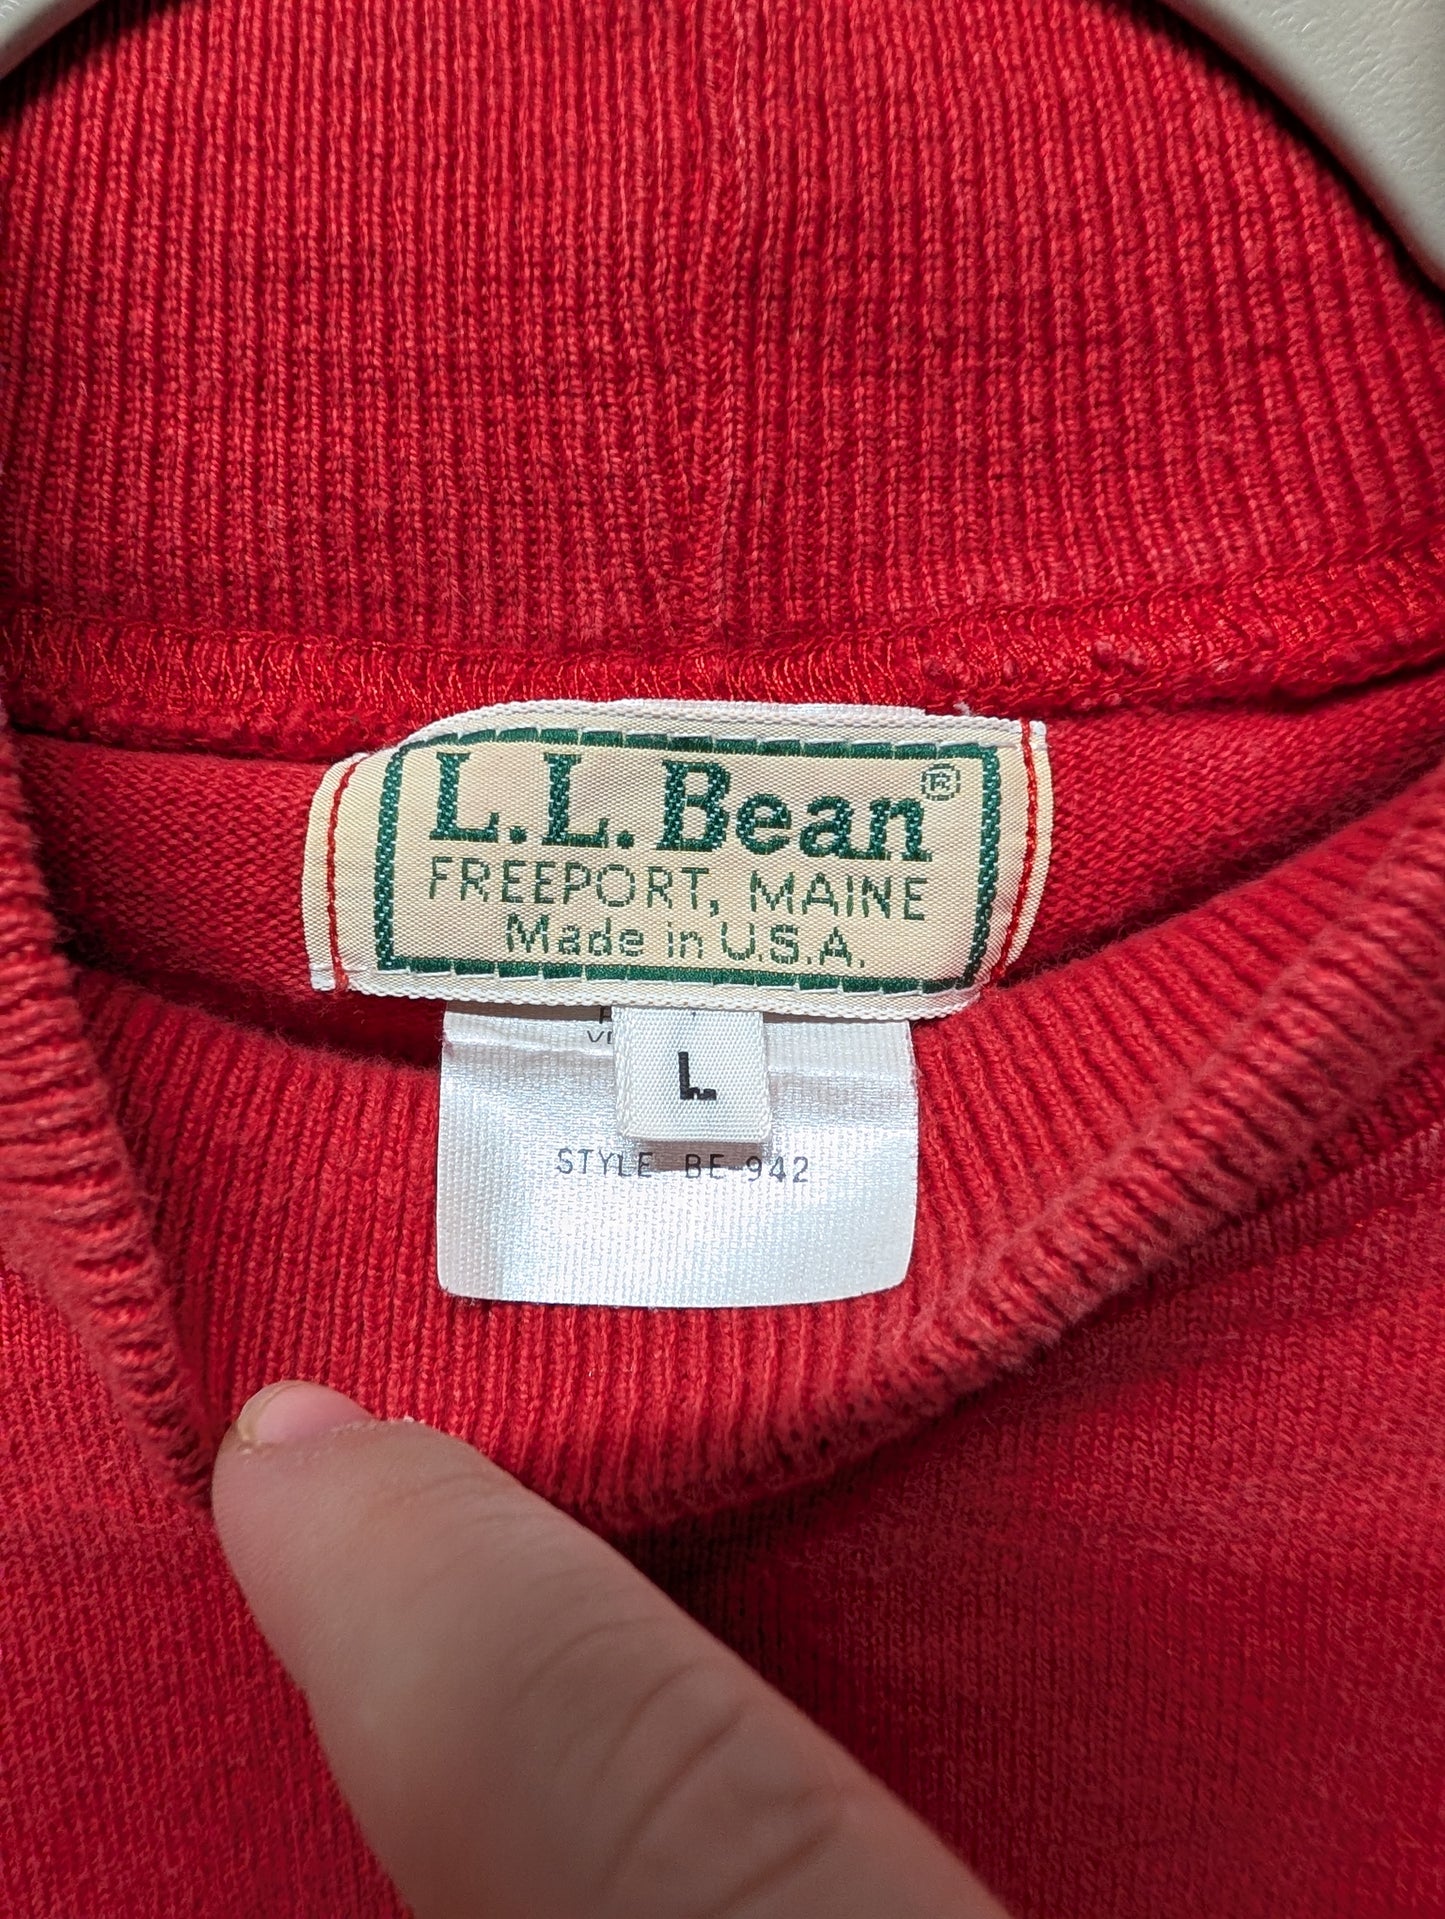 L.L.Bean®
FREEPORT, MAINE
Made in U.S.A.
L
STYLE BE-942